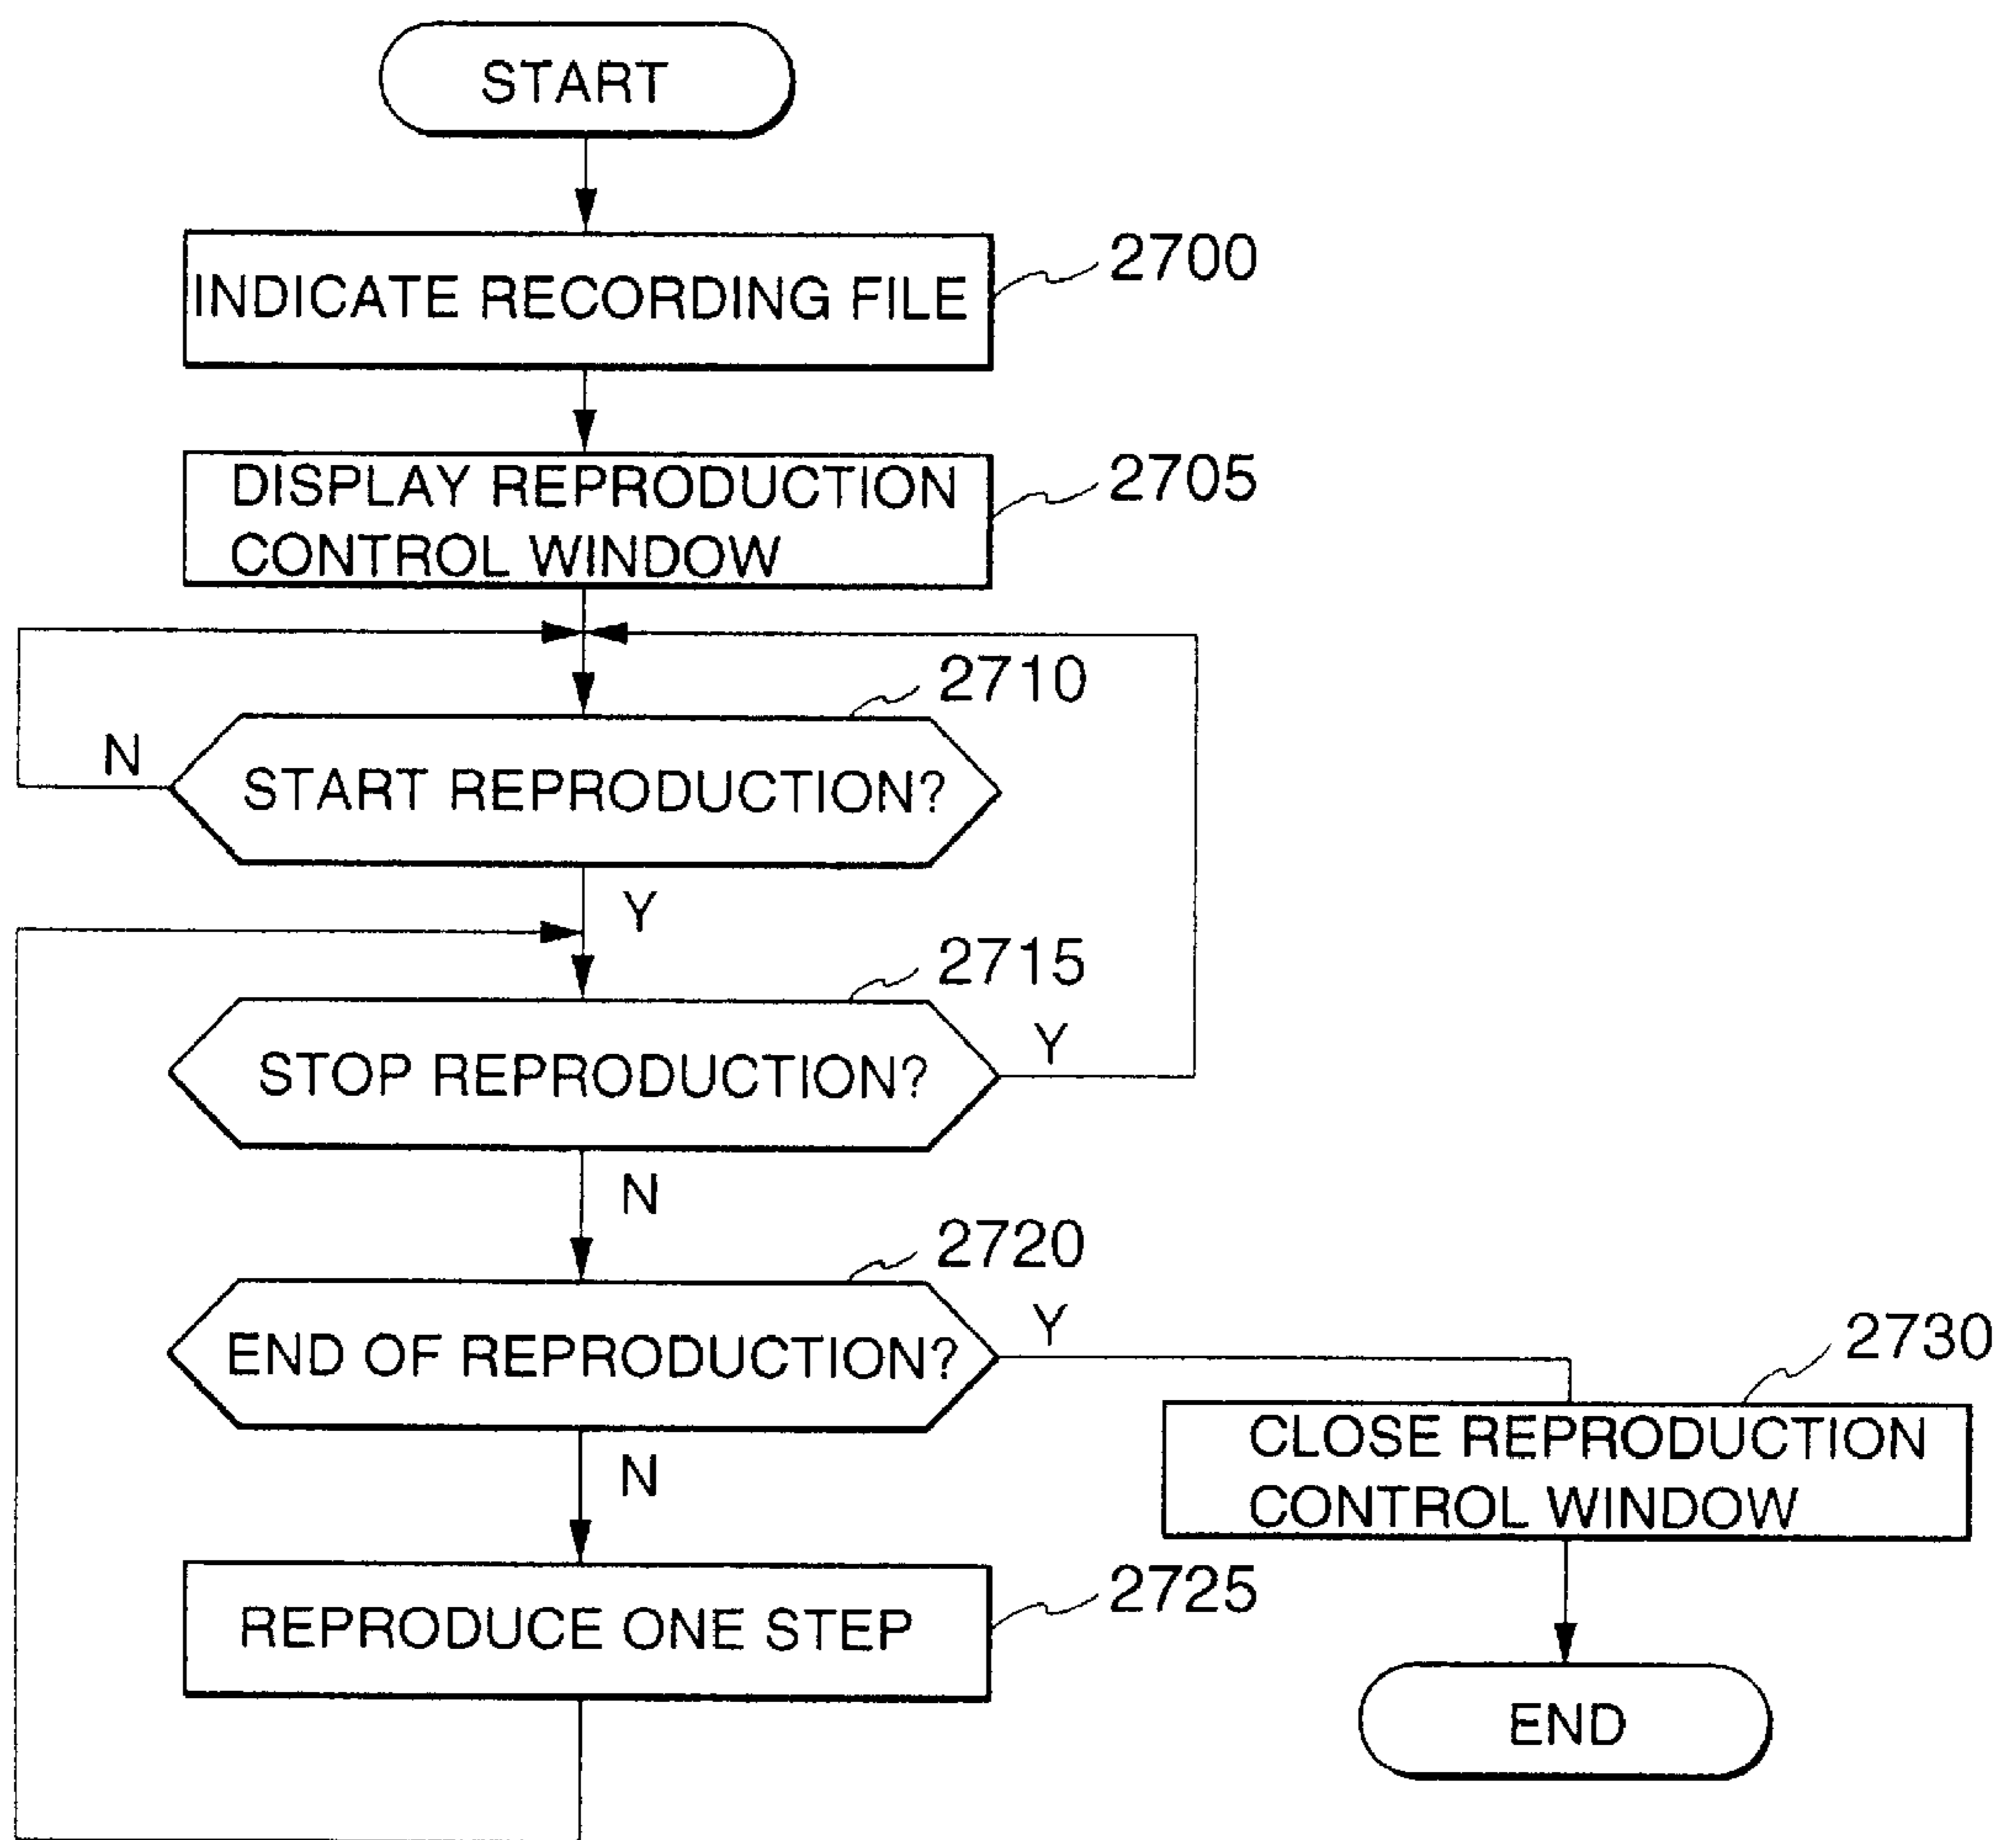 START
INDICATE RECORDING FILE
2700
DISPLAY REPRODUCTION
CONTROL WINDOW
2705
2710
N
START REPRODUCTION?
Y
2715
STOP REPRODUCTION?
Y
N
2720
END OF REPRODUCTION?
Y
2730
CLOSE REPRODUCTION
CONTROL WINDOW
N
REPRODUCE ONE STEP
2725
END